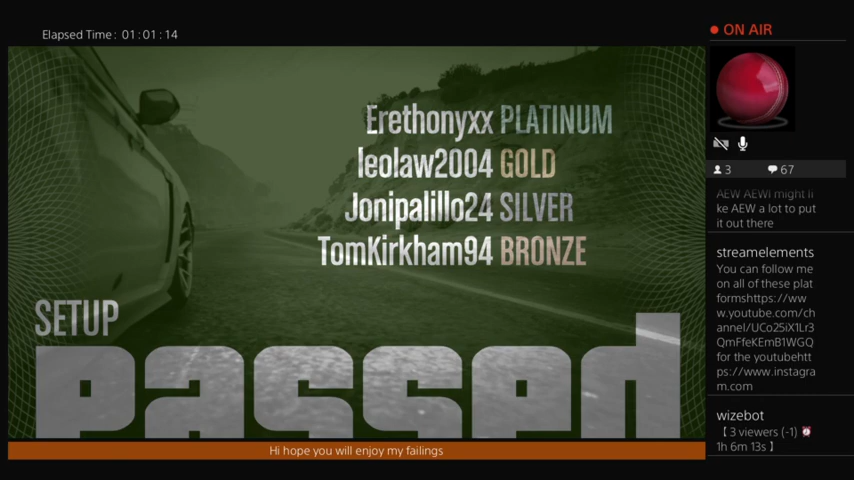 Elapsed Time: 01:01:14
ON AIR
Erethonyxx PLATINUM
leolaw2004 GOLD
Jonipalillo24 SILVER
TomKirkham94 BRONZE
SETUP
passed
Hi hope you will enjoy my failings
3 67
AEW AEWI might li
ke AEW a lot to put
it out there
streamelements
You can follow me
on all of these plat
formshttps://ww
w.youtube.com/ch
annel/UCo25iX1Lr3
QmFfeKEmB1WGQ
for the youtubehtt
ps://www.instagra
m.com
wizebot
【 3 viewers (-1) ⏰
1h 6m 13s 】